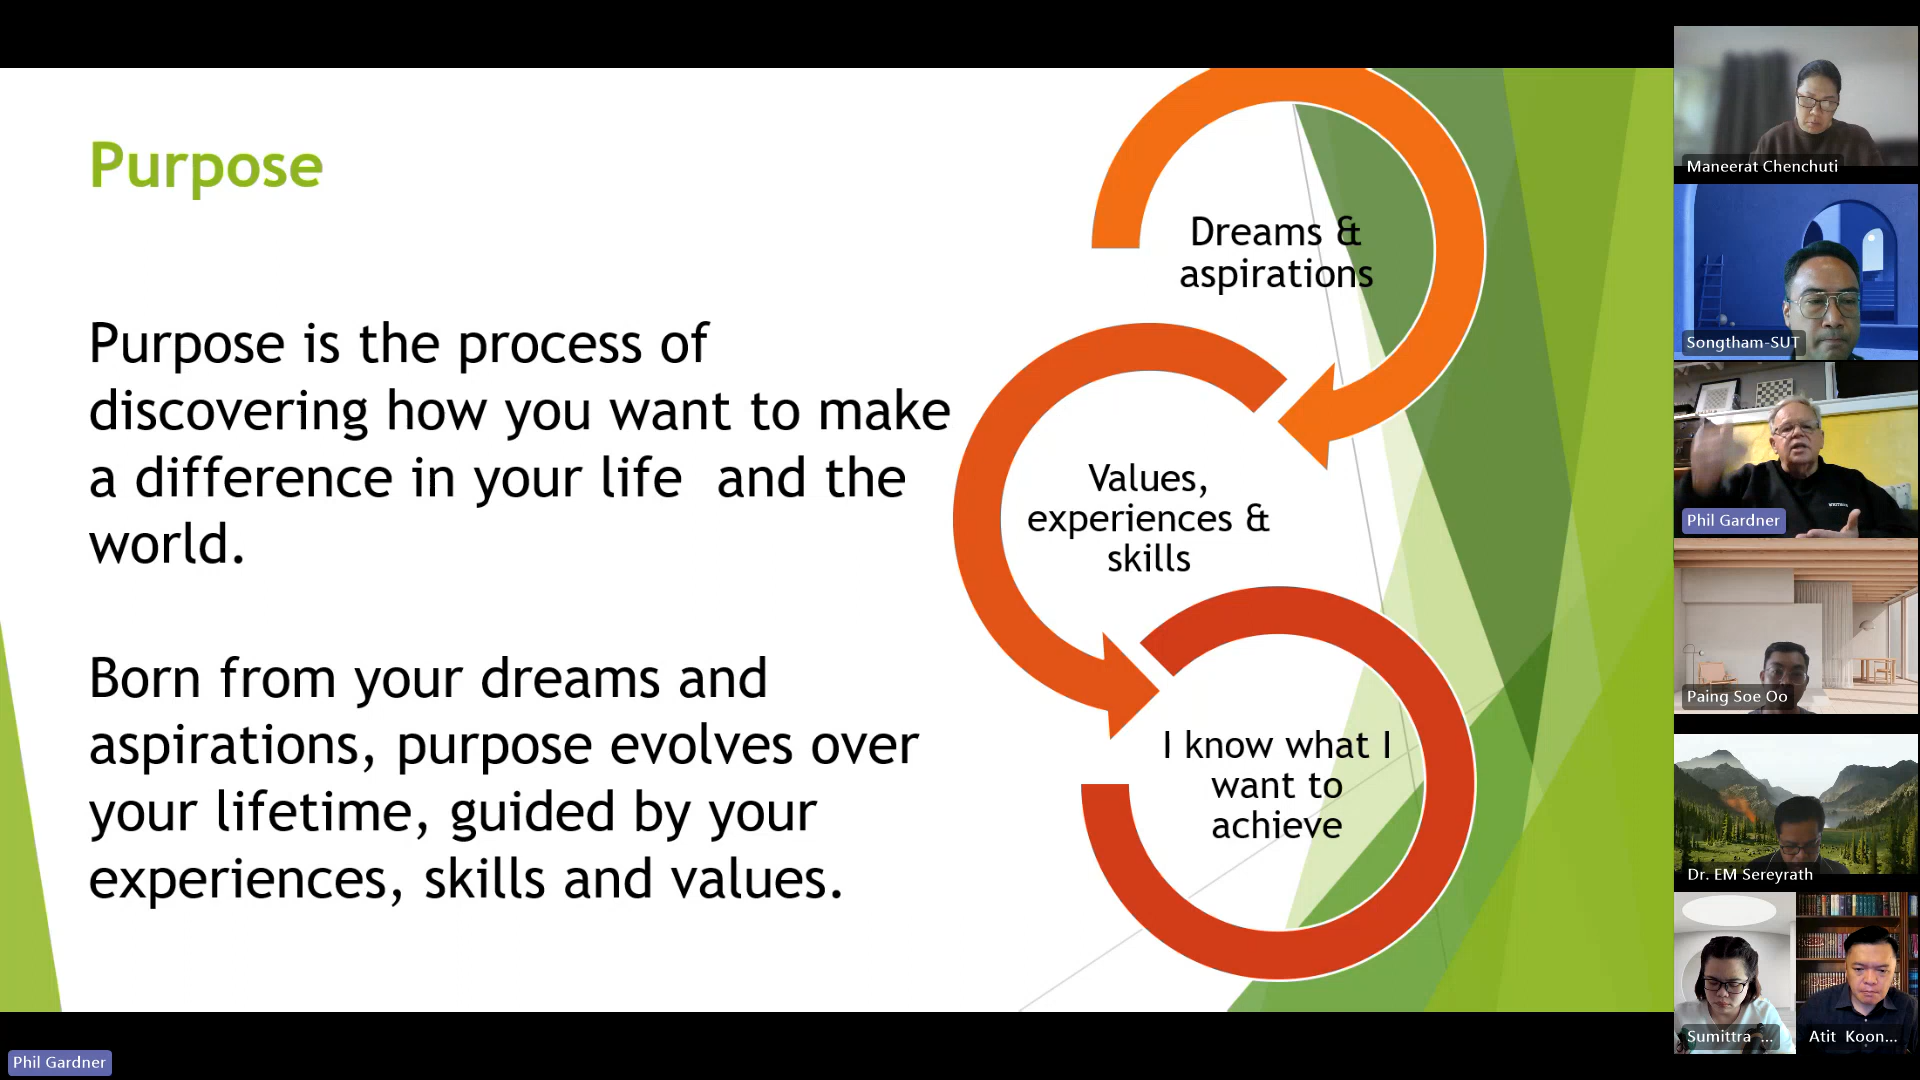 Purpose
Purpose is the process of
discovering how you want to make
a difference in your life and the
world.
Born from your dreams and
aspirations, purpose evolves over
your lifetime, guided by your
experiences, skills and values.
Dreams &
aspirations
Values,
experiences &
skills
I know what I
want to
achieve
Maneerat Chenchuti
Songtham-SUT
Phil Gardner
Paing Soe Oo
Dr. EM Sereyrath
Sumittra ...
Atit Koon...
Phil Gardner